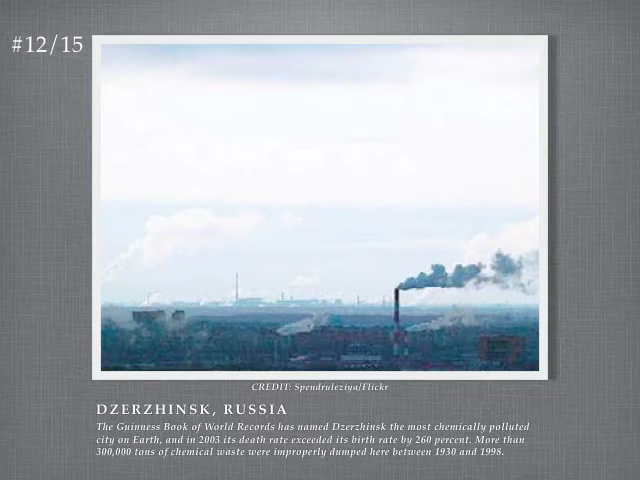 #12/15
CREDIT: Spendruleziya/Flickr
DZERZHINSK, RUSSIA
The Guinness Book of World Records has named Dzerzhinsk the most chemically polluted
city on Earth, and in 2003 its death rate exceeded its birth rate by 260 percent. More than
300,000 tons of chemical waste were improperly dumped here between 1930 and 1998.